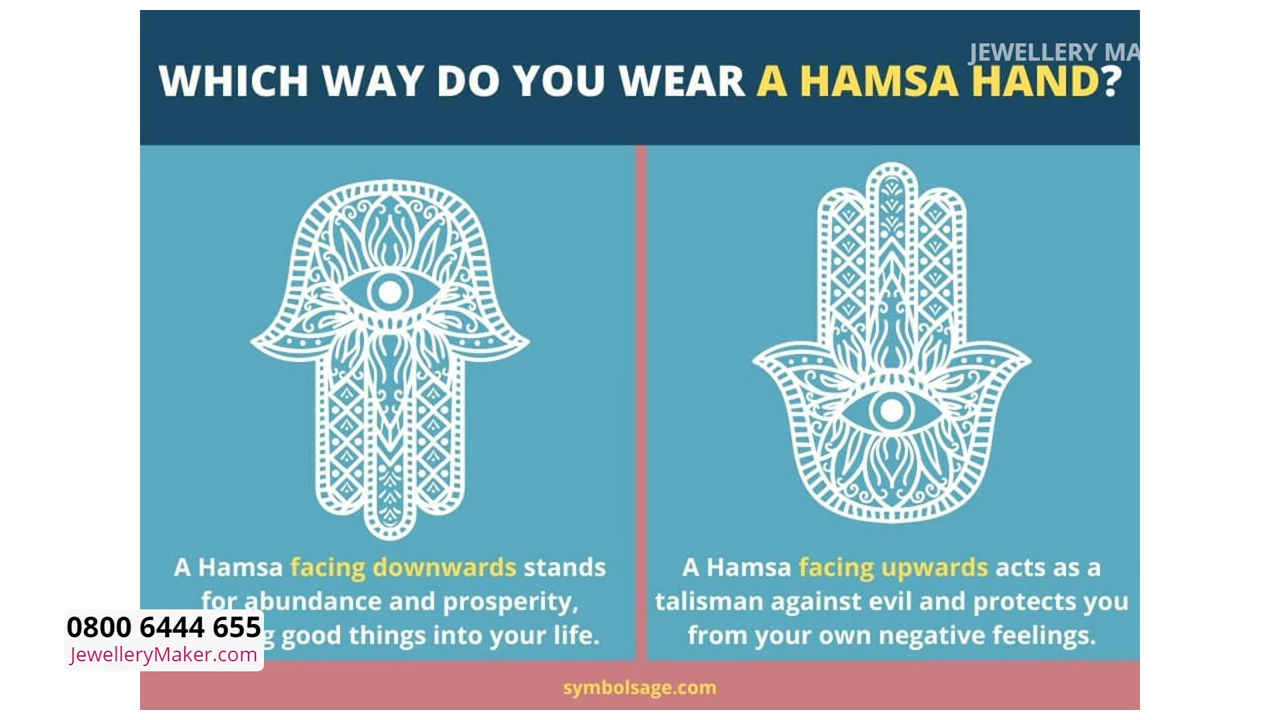 JEWELLERY MA
WHICH WAY DO YOU WEAR A HAMSA HAND?
A Hamsa facing downwards stands
for abundance and prosperity,
good things into your life.
A Hamsa facing upwards acts as a
talisman against evil and protects you
from your own negative feelings.
0800 6444 655
JewelleryMaker.com
symbolsage.com